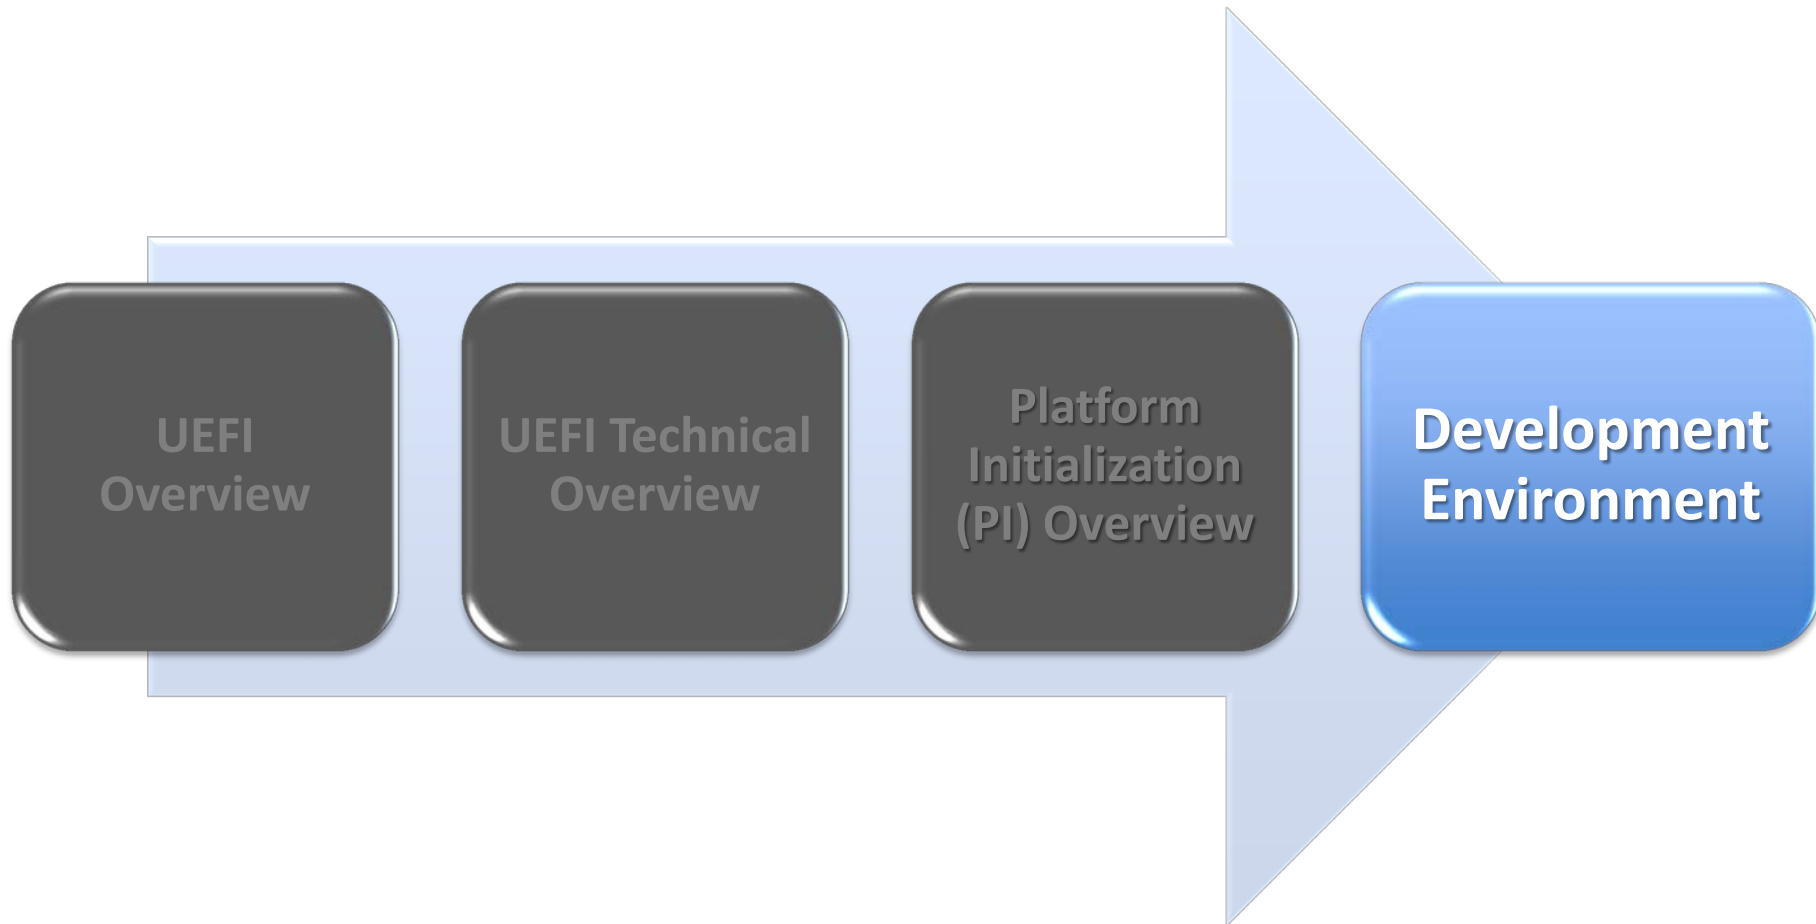 UEFI
Overview
UEFI Technical
Overview
Platform
Initialization
(PI) Overview
Development
Environment